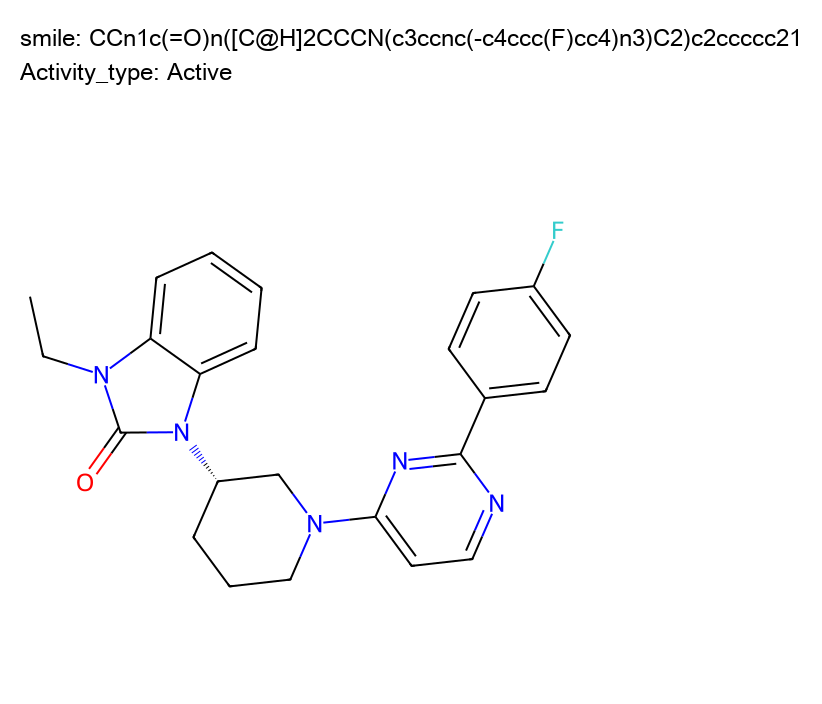 smile: CCn1c(=O)n([C@H]2CCCN(c3ccnc(-c4ccc(F)cc4)n3)C2)c2ccccc21
Activity_type: Active
F
N
N
N
O
N
N
N